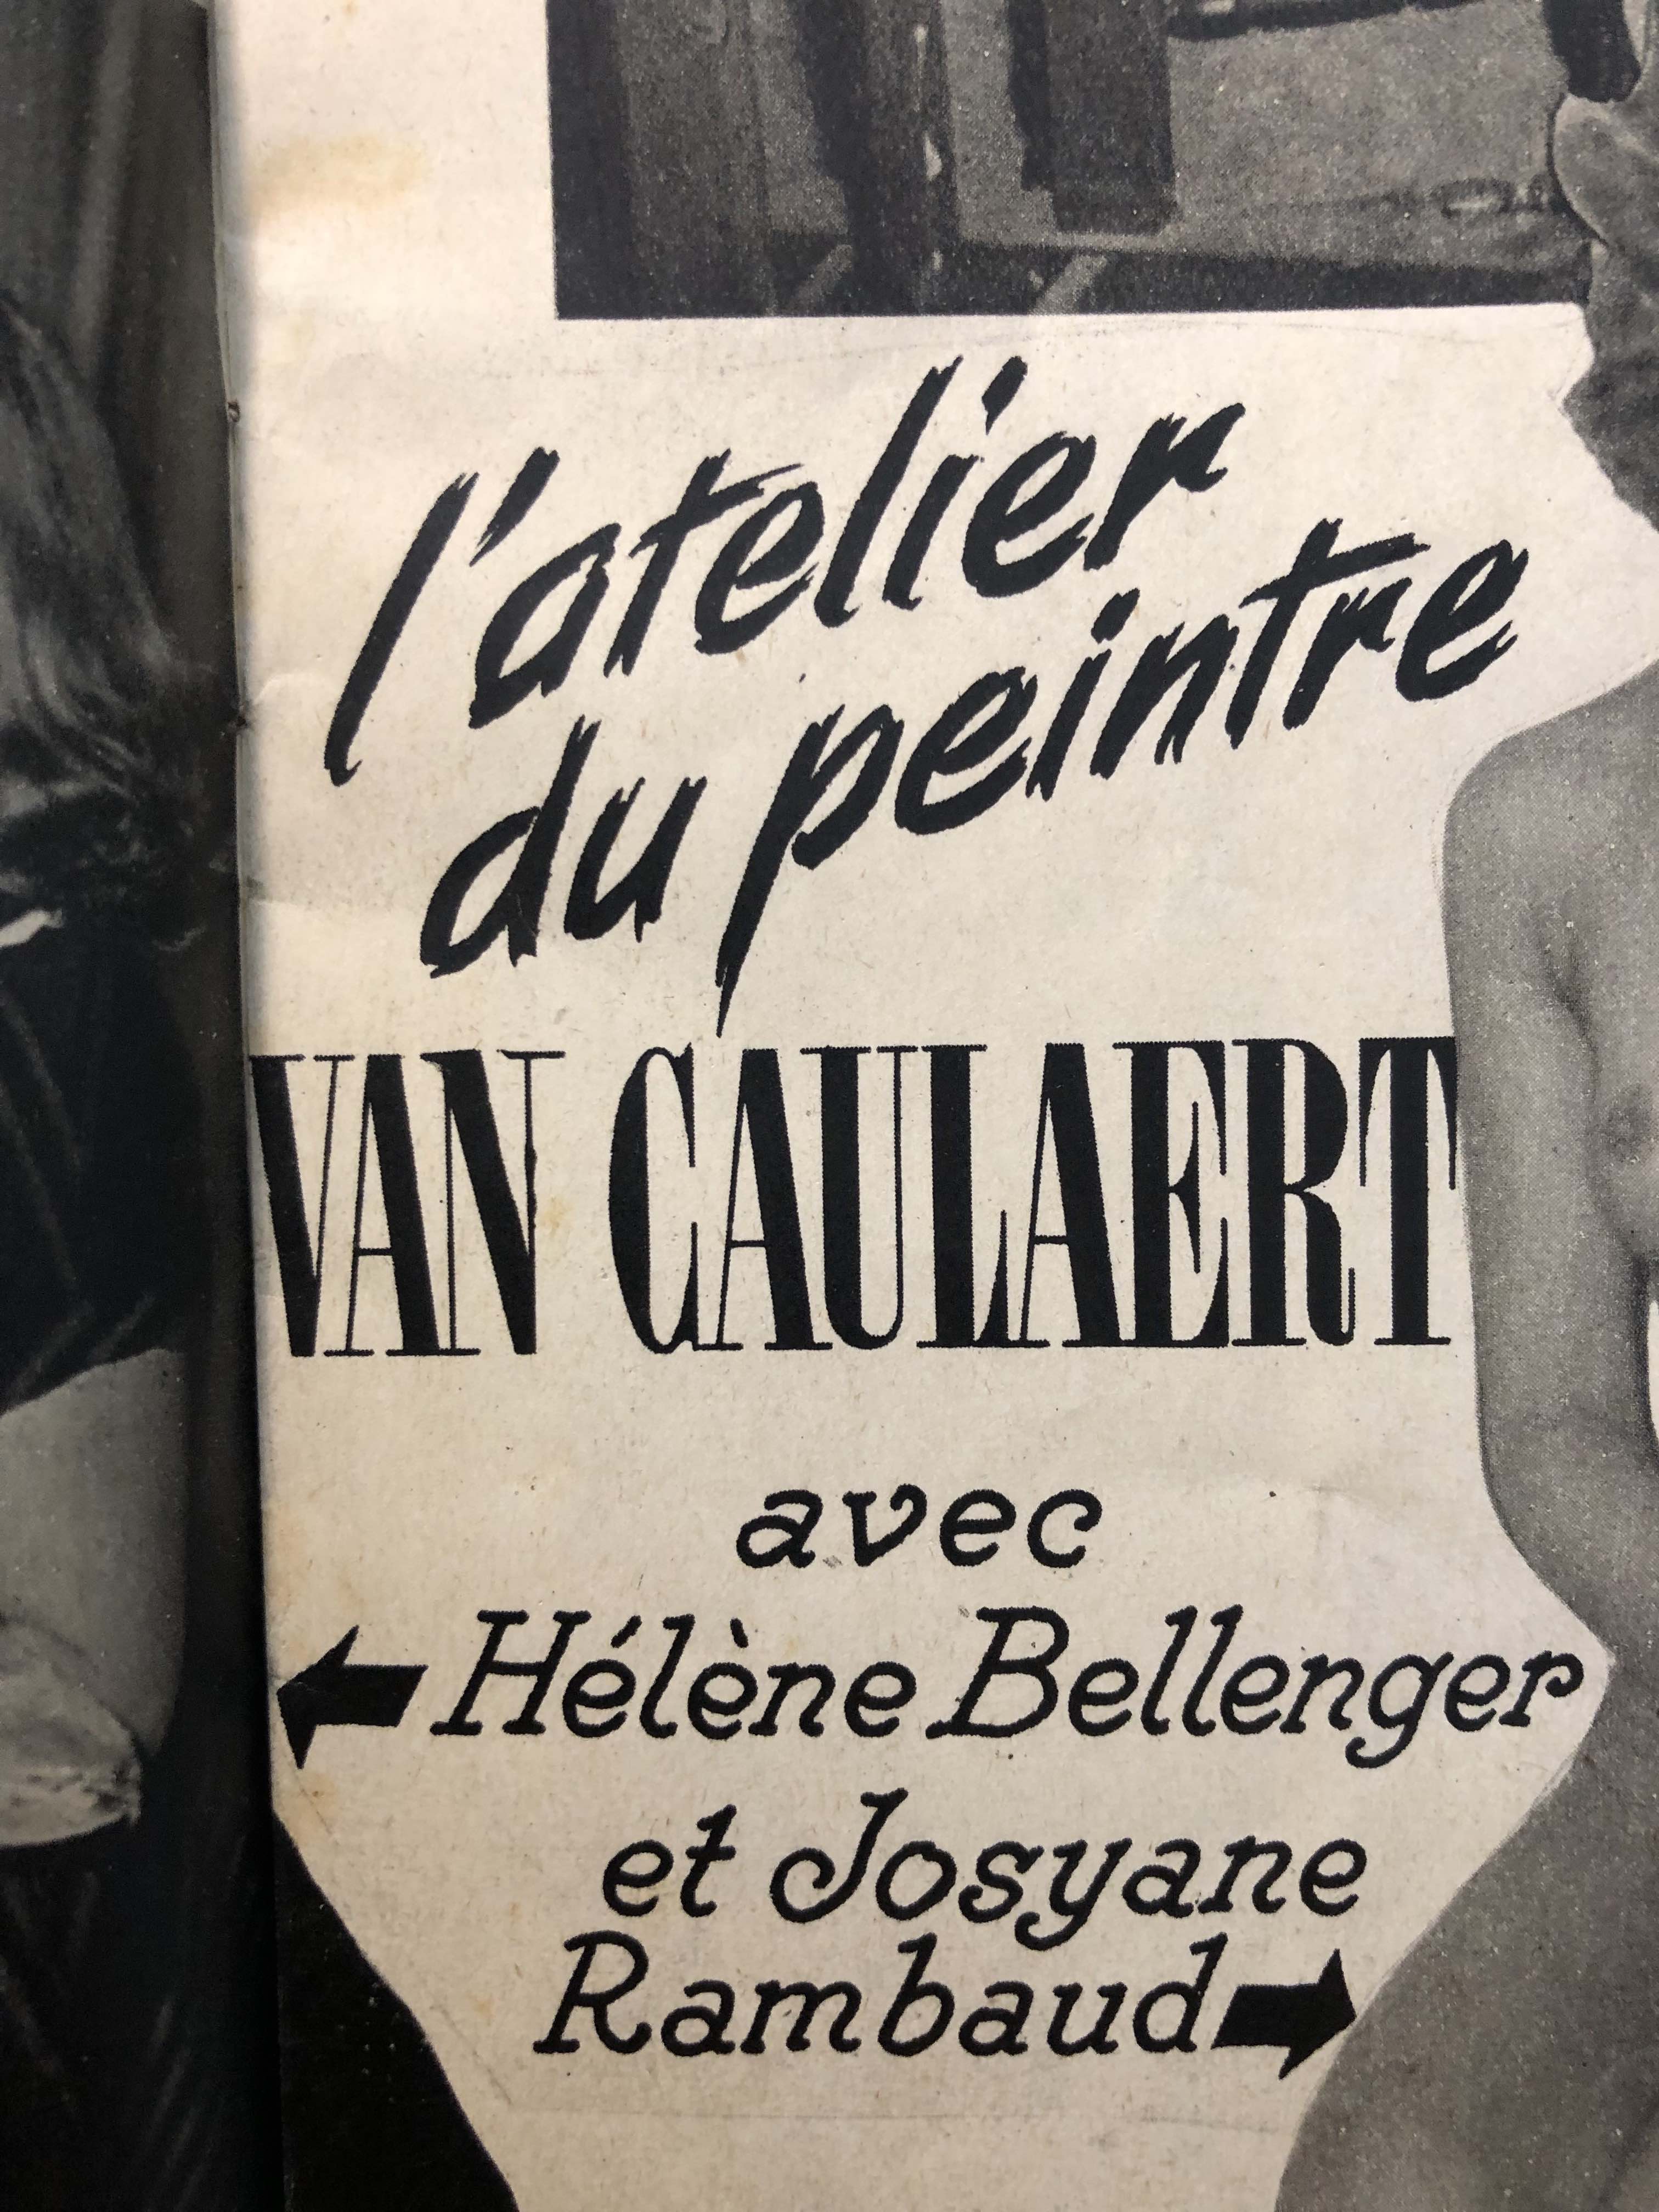 l'atelier
du peintre
VAN CAULAERT
avec
Hélène Bellenger
et Josyane
Rambaud